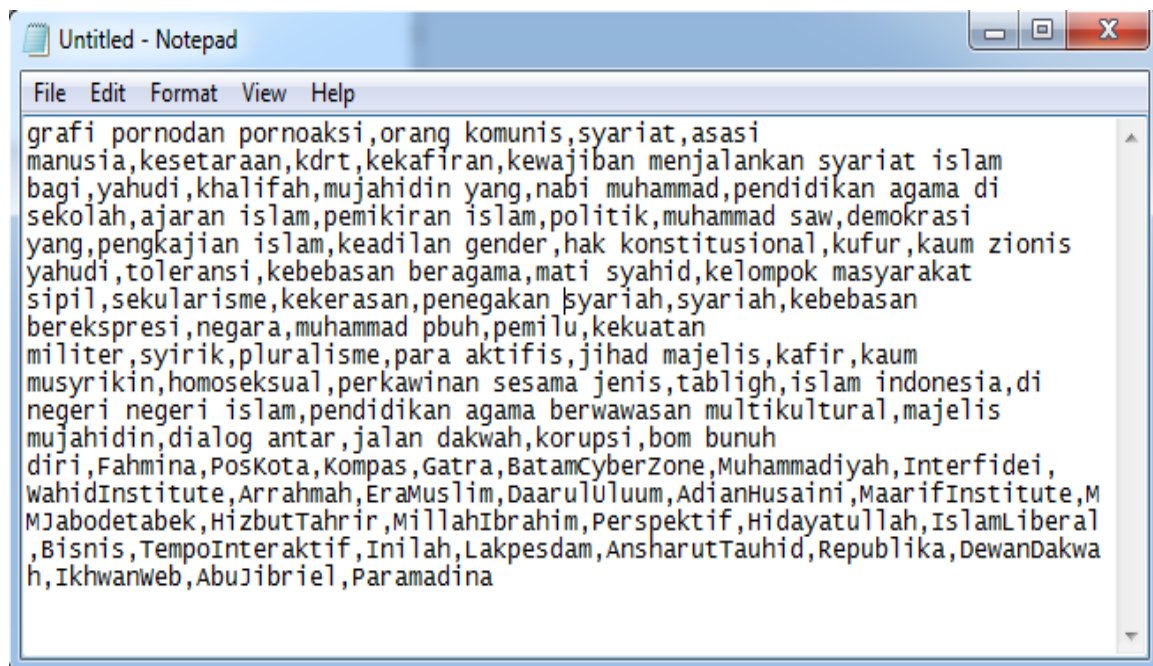 Untitled - Notepad
File Edit Format View Help
grafi pornodan pornoaksi,orang komunis,syariat,asasi
manusia,kesetaraan,kdrt,kekafiran,kewajiban menjalankan syariat islam
bagi,yahudi,khalifah,mujahidin yang,nabi muhammad,pendidikan agama di
sekolah,ajaran islam,pemikiran islam,politik,muhammad saw,demokrasi
yang,pengkajian islam,keadilan gender,hak konstitusional,kufur,kaum zionis
yahudi,toleransi,kebebasan beragama,mati syahid,kelompok masyarakat
sipil,sekularisme,kekerasan,penegakan syariah,syariah,kebebasan
berekspresi,negara,muhammad pbuh,pemilu,kekuatan
militer,syirik,pluralisme,para aktifis,jihad majelis,kafir,kaum
musyrikin,homoseksual,perkawinan sesama jenis,tabligh,islam indonesia,di
negeri negeri islam,pendidikan agama berwawasan multikultural,majelis
mujahidin,dialog antar,jalan dakwah,korupsi,bom bunuh
diri,Fahmina,PosKota,Kompas,Gatra,BatamCyberZone,Muhammadiyah,Interfidei,
WahidInstitute,Arrahmah,EraMuslim,DaarulUluum,AdianHusaini,MaarifInstitute,M
MJabodetabek,HizbutTahrir,MillahIbrahim,Perspektif,Hidayatullah,IslamLiberal
,Bisnis,TempoInteraktif,Inilah,Lakpesdam,AnsharutTauhid,Republika,DewanDakwa
h,IkhwanWeb,AbuJibriel,Paramadina